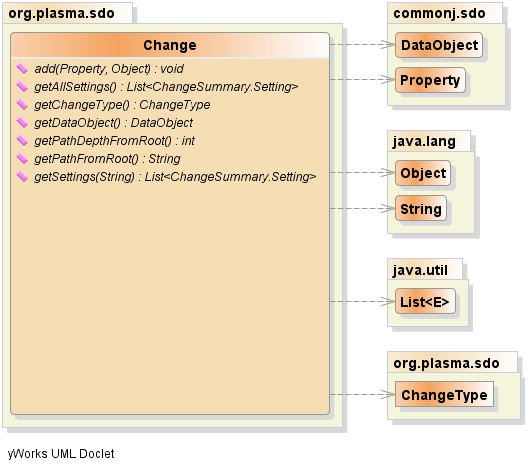 org.plasma.sdo
Change
add(Property, Object) : void
getAllSettings() : List<ChangeSummary.Setting>
getChangeType() : ChangeType
getDataObject() : DataObject
getPathDepthFromRoot() : int
getPathFromRoot() : String
getSettings(String) : List<ChangeSummary.Setting>
commonj.sdo
DataObject
Property
java.lang
Object
String
java.util
List<E>
org.plasma.sdo
ChangeType
yWorks UML Doclet